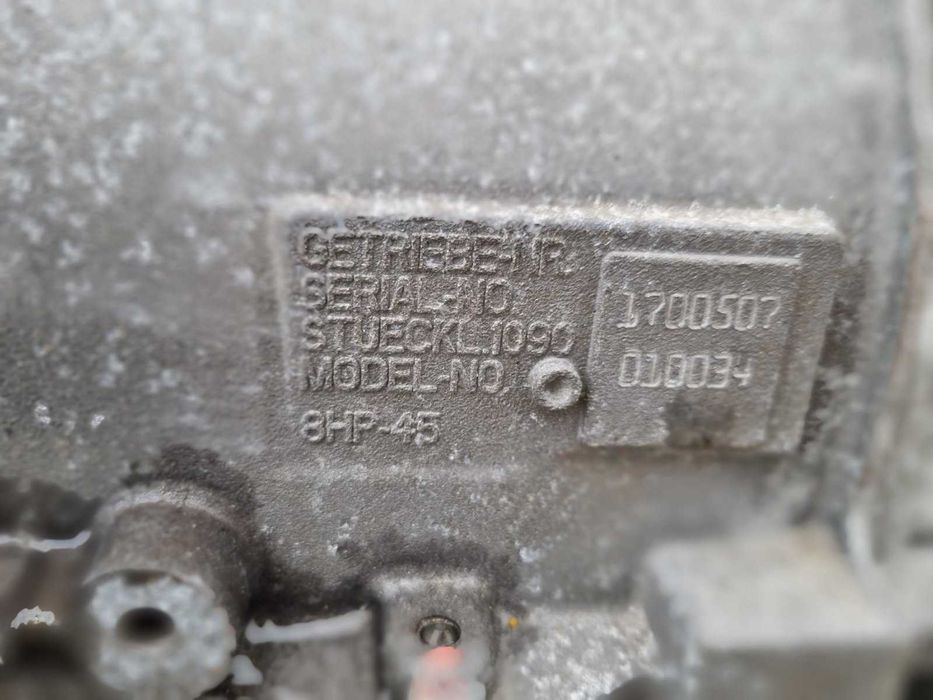 GETRIEBE-NR.
SERIAL-NO
STUECKL.1090
MODEL-NO
8HP-45
1700507
010034